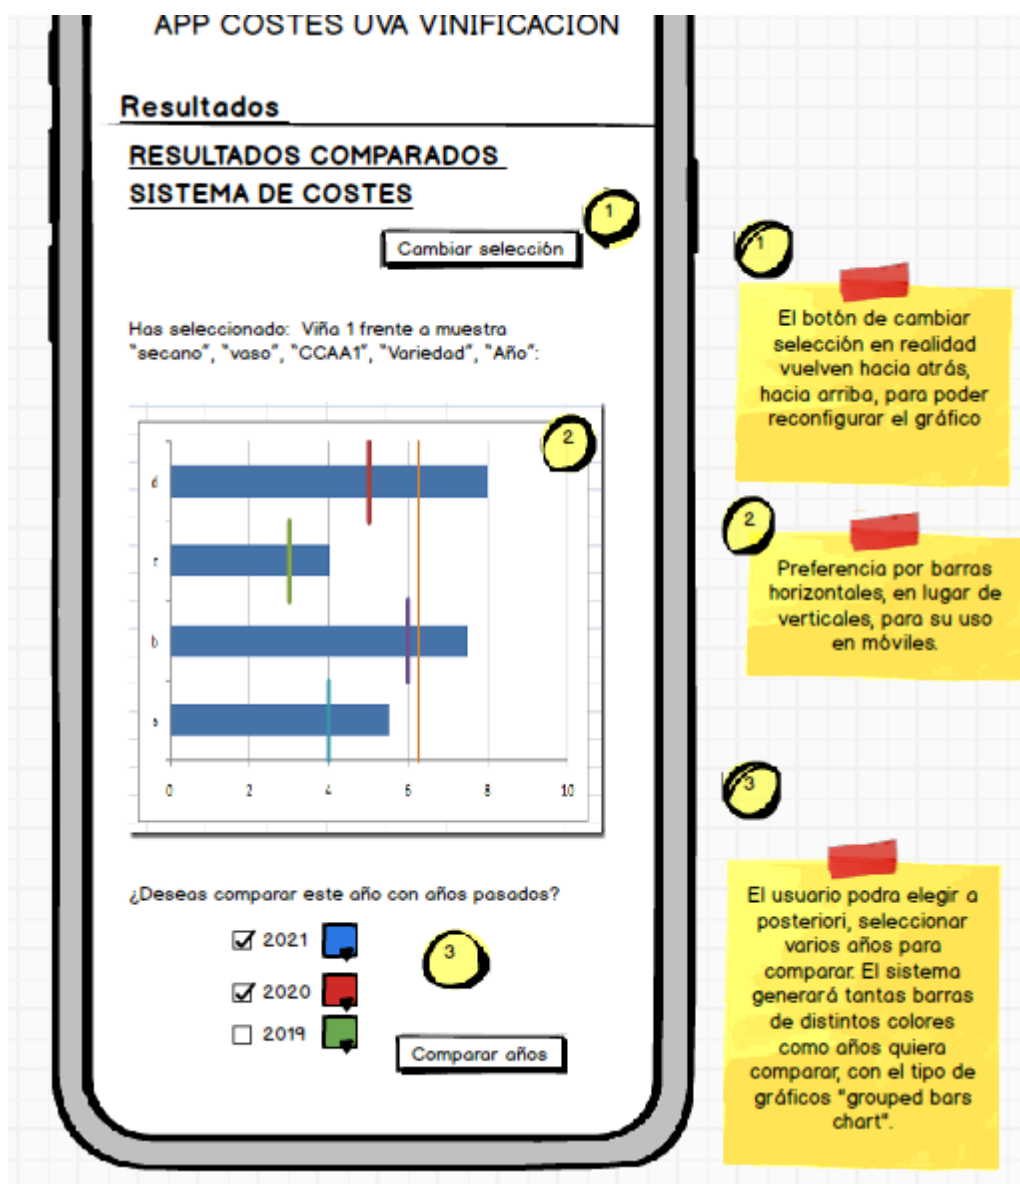 APP COSTES UVA VINIFICACIÓN
Resultados
RESULTADOS COMPARADOS
SISTEMA DE COSTES
1
Cambiar selección
Has seleccionado: Viña 1 frente a muestra
"secano", "vaso", "CCAA1", "Variedad", "Año":
2
d
r
b
0 2 4 6 8 10
¿Deseas comparar este año con años pasados?
2021
2020
2019
3
Comparar años
1
El botón de cambiar
selección en realidad
vuelven hacia atrás,
hacia arriba, para poder
reconfigurar el gráfico
2
Preferencia por barras
horizontales, en lugar de
verticales, para su uso
en móviles.
3
El usuario podra elegir a
posteriori, seleccionar
varios años para
comparar. El sistema
generará tantas barras
de distintos colores
como años quiera
comparar, con el tipo de
gráficos "grouped bars
chart".